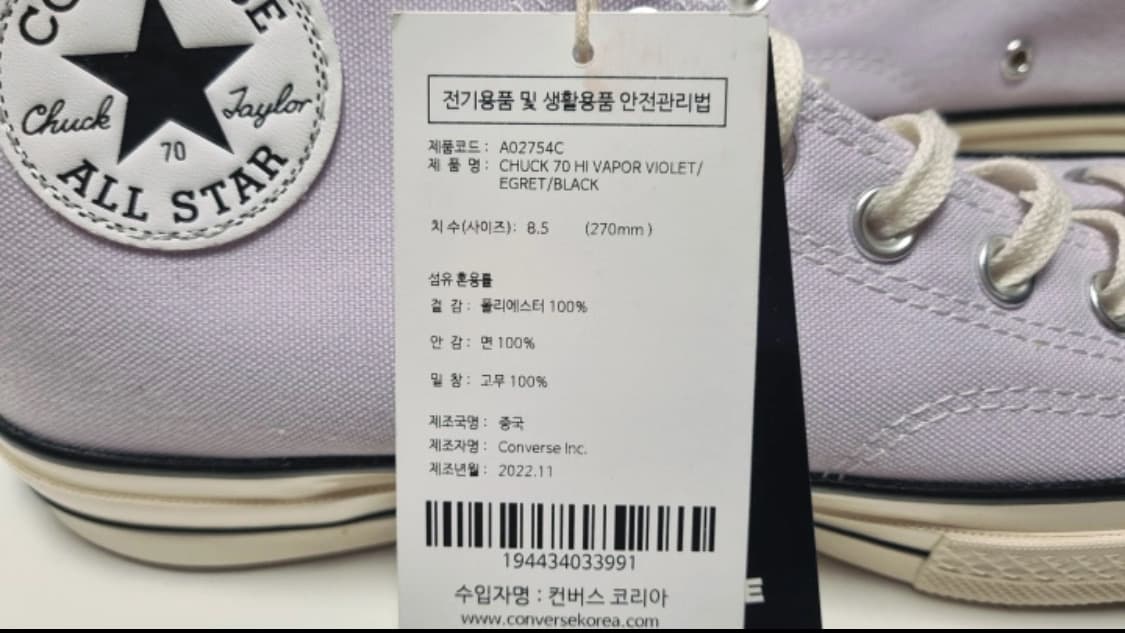 Chuck Taylor
70
ALL STAR
전기용품 및 생활용품 안전관리법
제품코드 : A02754C
제 품 명 : CHUCK 70 HI VAPOR VIOLET/
EGRET/BLACK
치 수(사이즈) : 8.5 (270mm )
섬유 혼용률
겉 감 : 폴리에스터 100%
안 감 : 면 100%
밑 창 : 고무 100%
제조국명 : 중국
제조자명 : Converse Inc.
제조년월 : 2022.11
194434033991
수입자명 : 컨버스 코리아
www.conversekorea.com